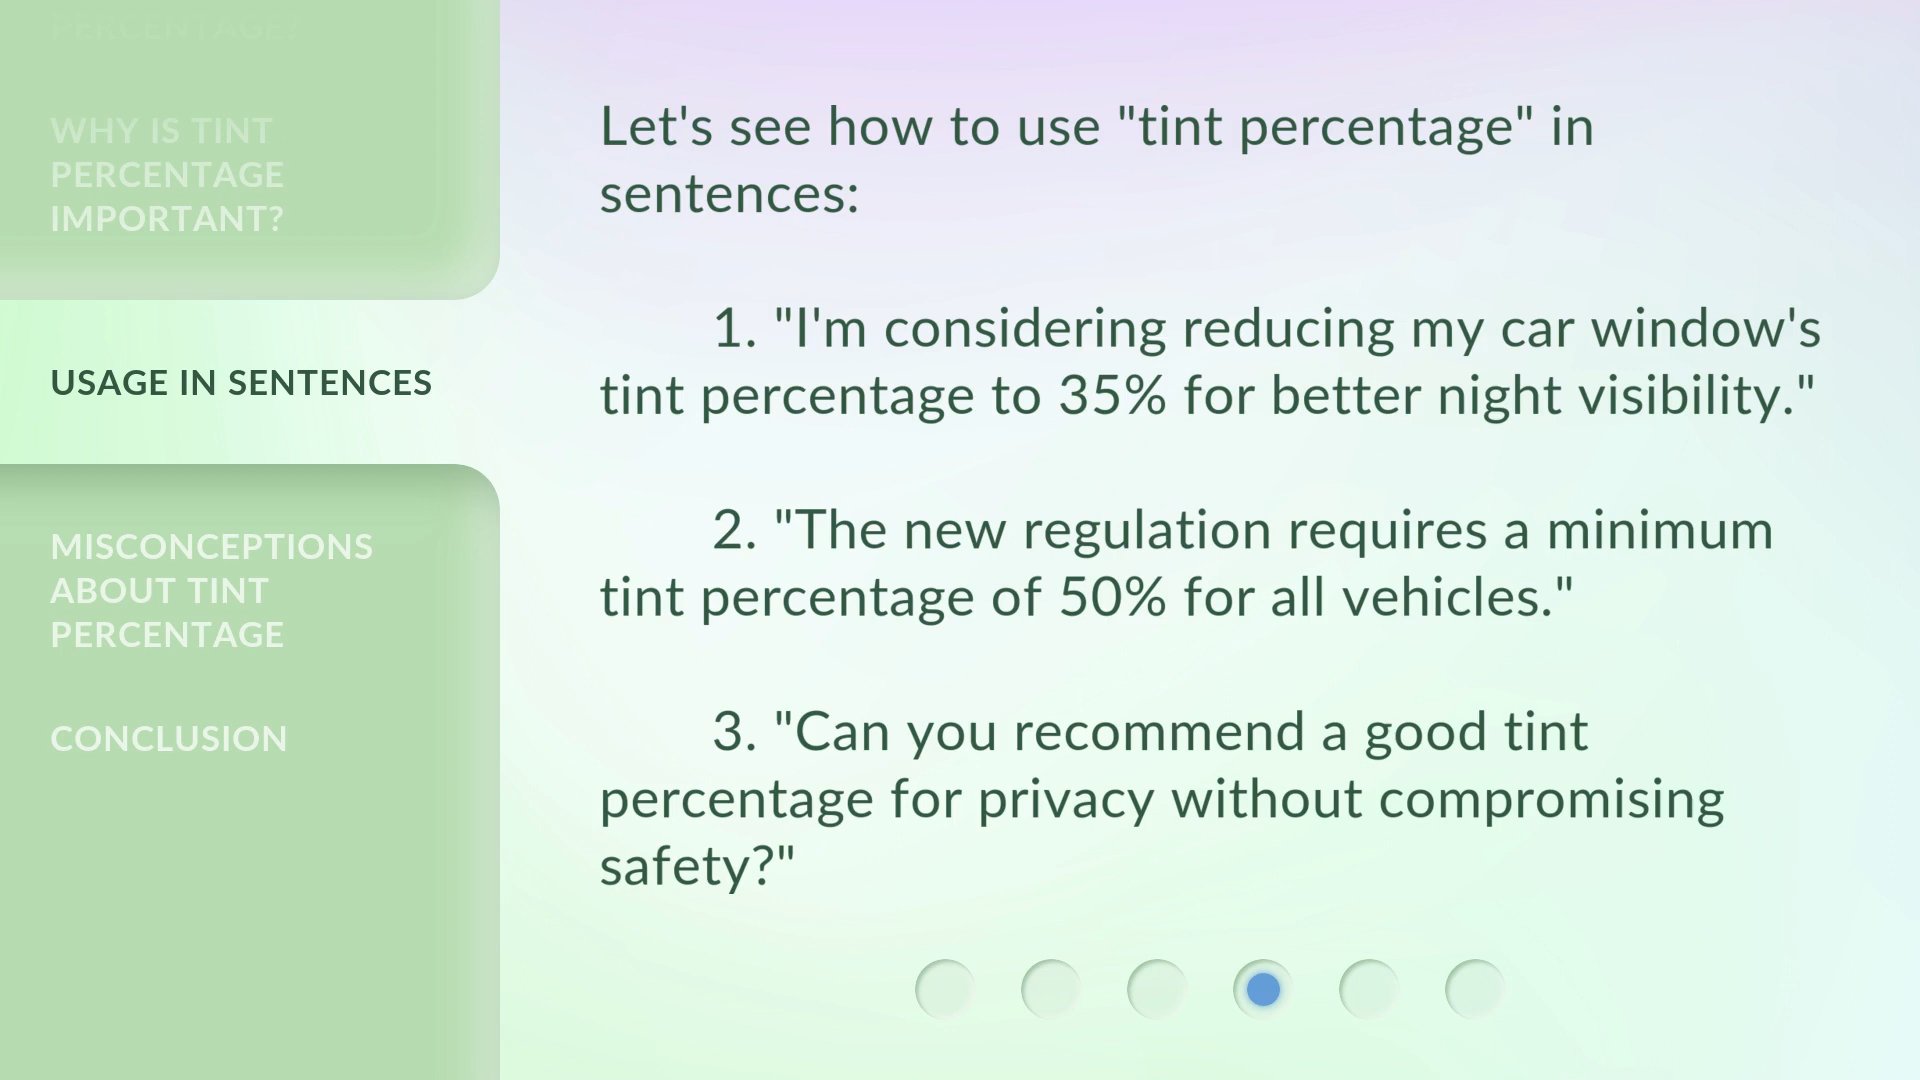 PERCENTAGE?
WHY IS TINT
PERCENTAGE
IMPORTANT?
USAGE IN SENTENCES
MISCONCEPTIONS
ABOUT TINT
PERCENTAGE
CONCLUSION
Let's see how to use "tint percentage" in
sentences:
1. "I'm considering reducing my car window's
tint percentage to 35% for better night visibility."
2. "The new regulation requires a minimum
tint percentage of 50% for all vehicles."
3. "Can you recommend a good tint
percentage for privacy without compromising
safety?"